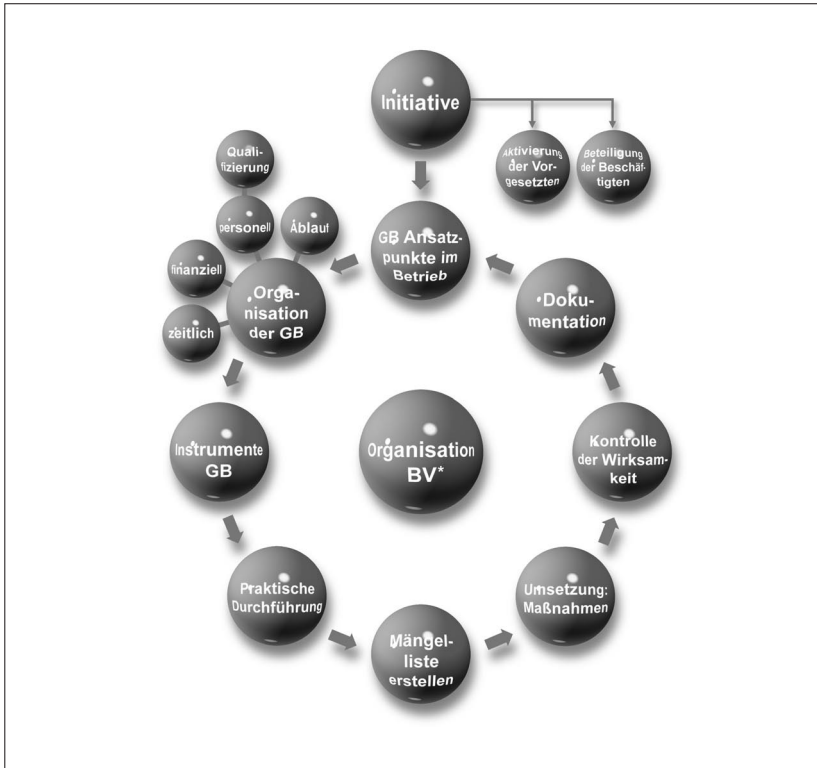 Initiative
Aktivierung
der Vor-
gesetzten
Beteiligung
der Beschäf-
tigten
Quali-
fizierung
personell
Ablauf
finanziell
zeitlich
Orga-
nisation
der GB
GB Ansatz-
punkte im
Betrieb
Doku-
mentation
Instrumente
GB
Organisation
BV*
Kontrolle
der Wirksam-
keit
Praktische
Durchführung
Umsetzung:
Maßnahmen
Mängel-
liste
erstellen